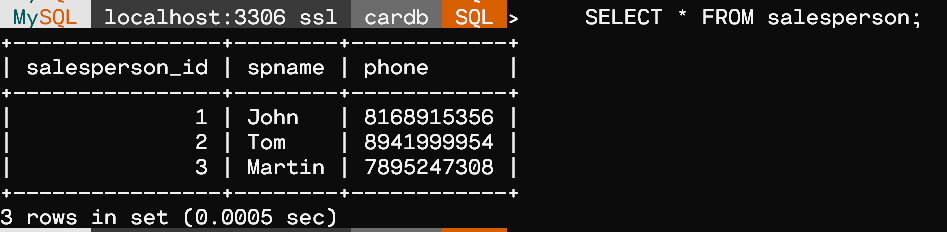 MySQL localhost:3306 ssl cardb SQL > SELECT * FROM salesperson;
+----------------+--------+------------+
| salesperson_id | spname | phone      |
+----------------+--------+------------+
|              1 | John   | 8168915356 |
|              2 | Tom    | 8941999954 |
|              3 | Martin | 7895247308 |
+----------------+--------+------------+
3 rows in set (0.0005 sec)